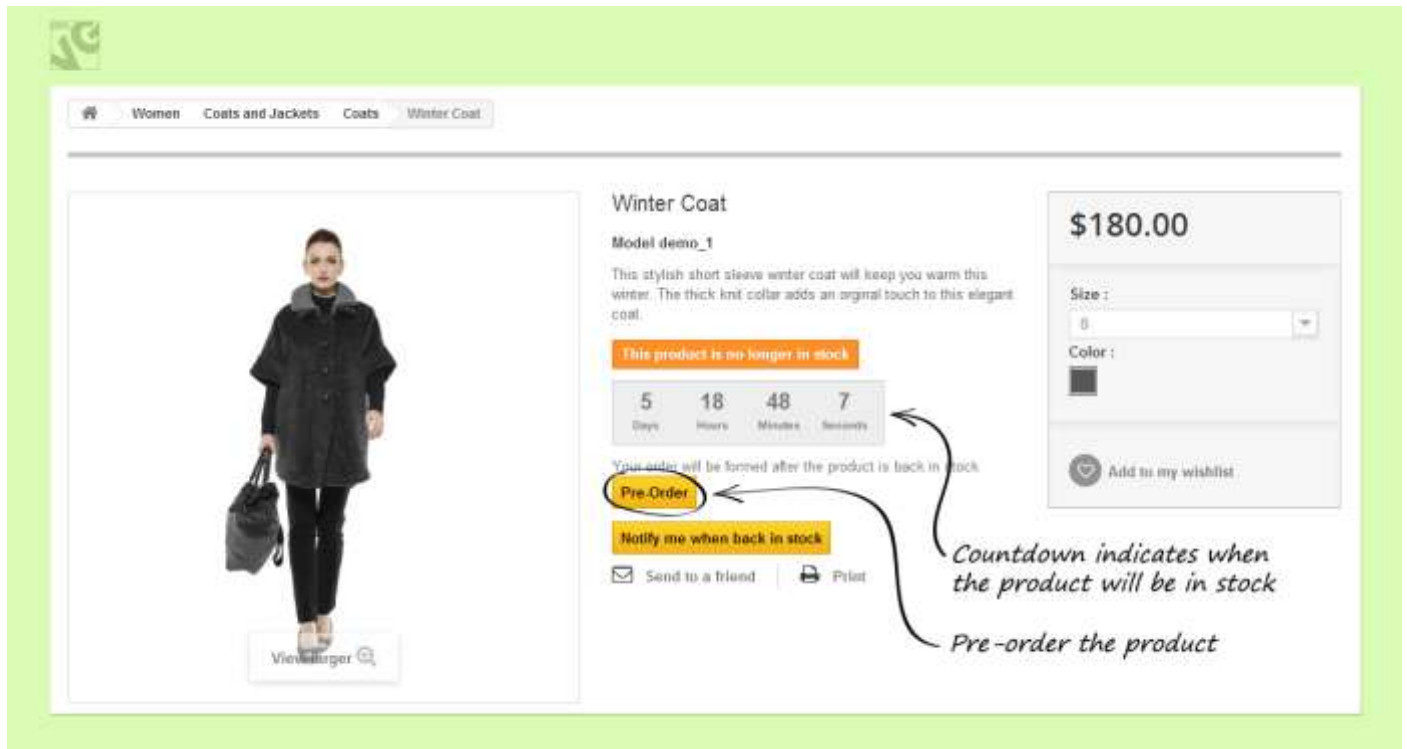 Women Coats and Jackets Coats Winter Coat
Winter Coat
Model demo_1
This stylish short sleeve winter coat will keep you warm this
winter. The thick knit collar adds an orginal touch to this elegant
coat.
This product is no longer in stock
5 18 48 7
Days Hours Minutes Seconds
Your order will be formed after the product is back in stock
Pre-Order
Notify me when back in stock
Send to a friend Print
View larger
$180.00
Size :
Color :
Add to my wishlist
Countdown indicates when
the product will be in stock
Pre-order the product